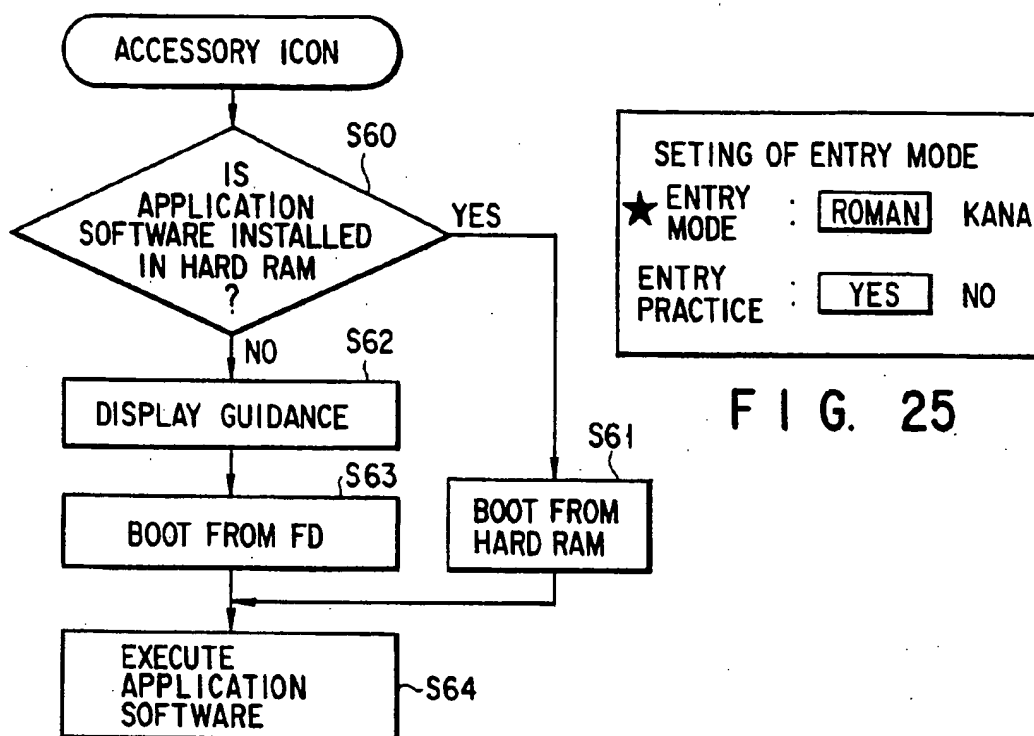 ACCESSORY ICON
S60
IS
APPLICATION
SOFTWARE INSTALLED
IN HARD RAM
?
YES
NO
S62
DISPLAY GUIDANCE
S63
BOOT FROM FD
S61
BOOT FROM
HARD RAM
EXECUTE
APPLICATION
SOFTWARE
S64
SETING OF ENTRY MODE
★ ENTRY
MODE : ROMAN KANA
ENTRY
PRACTICE : YES NO
FIG. 25